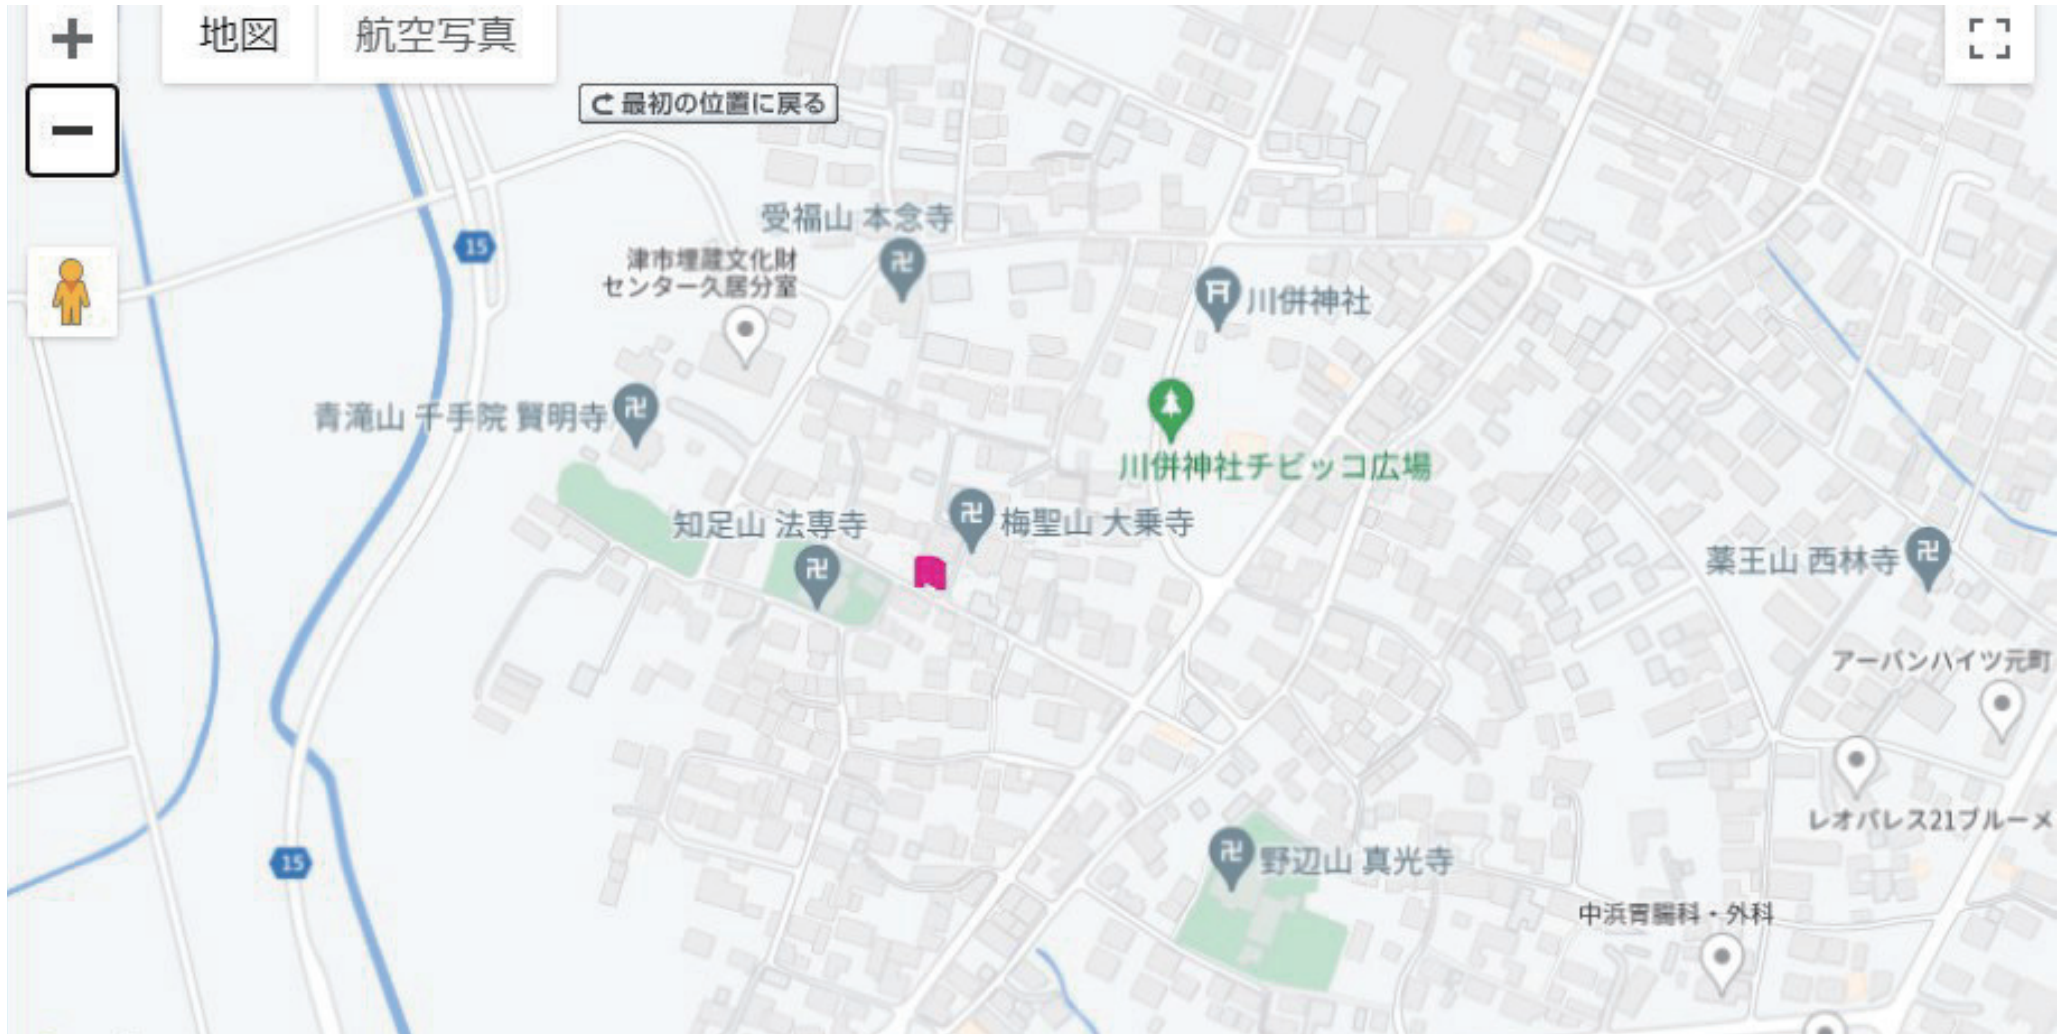 地図
航空写真
最初の位置に戻る
受福山 本念寺
15
津市埋蔵文化財
センター久居分室
川併神社
青滝山 千手院 賢明寺
川併神社チビッコ広場
知足山 法専寺
梅聖山 大乗寺
薬王山 西林寺
アーバンハイツ元町
レオパレス21ブルーメ
15
野辺山 真光寺
中浜胃腸科・外科